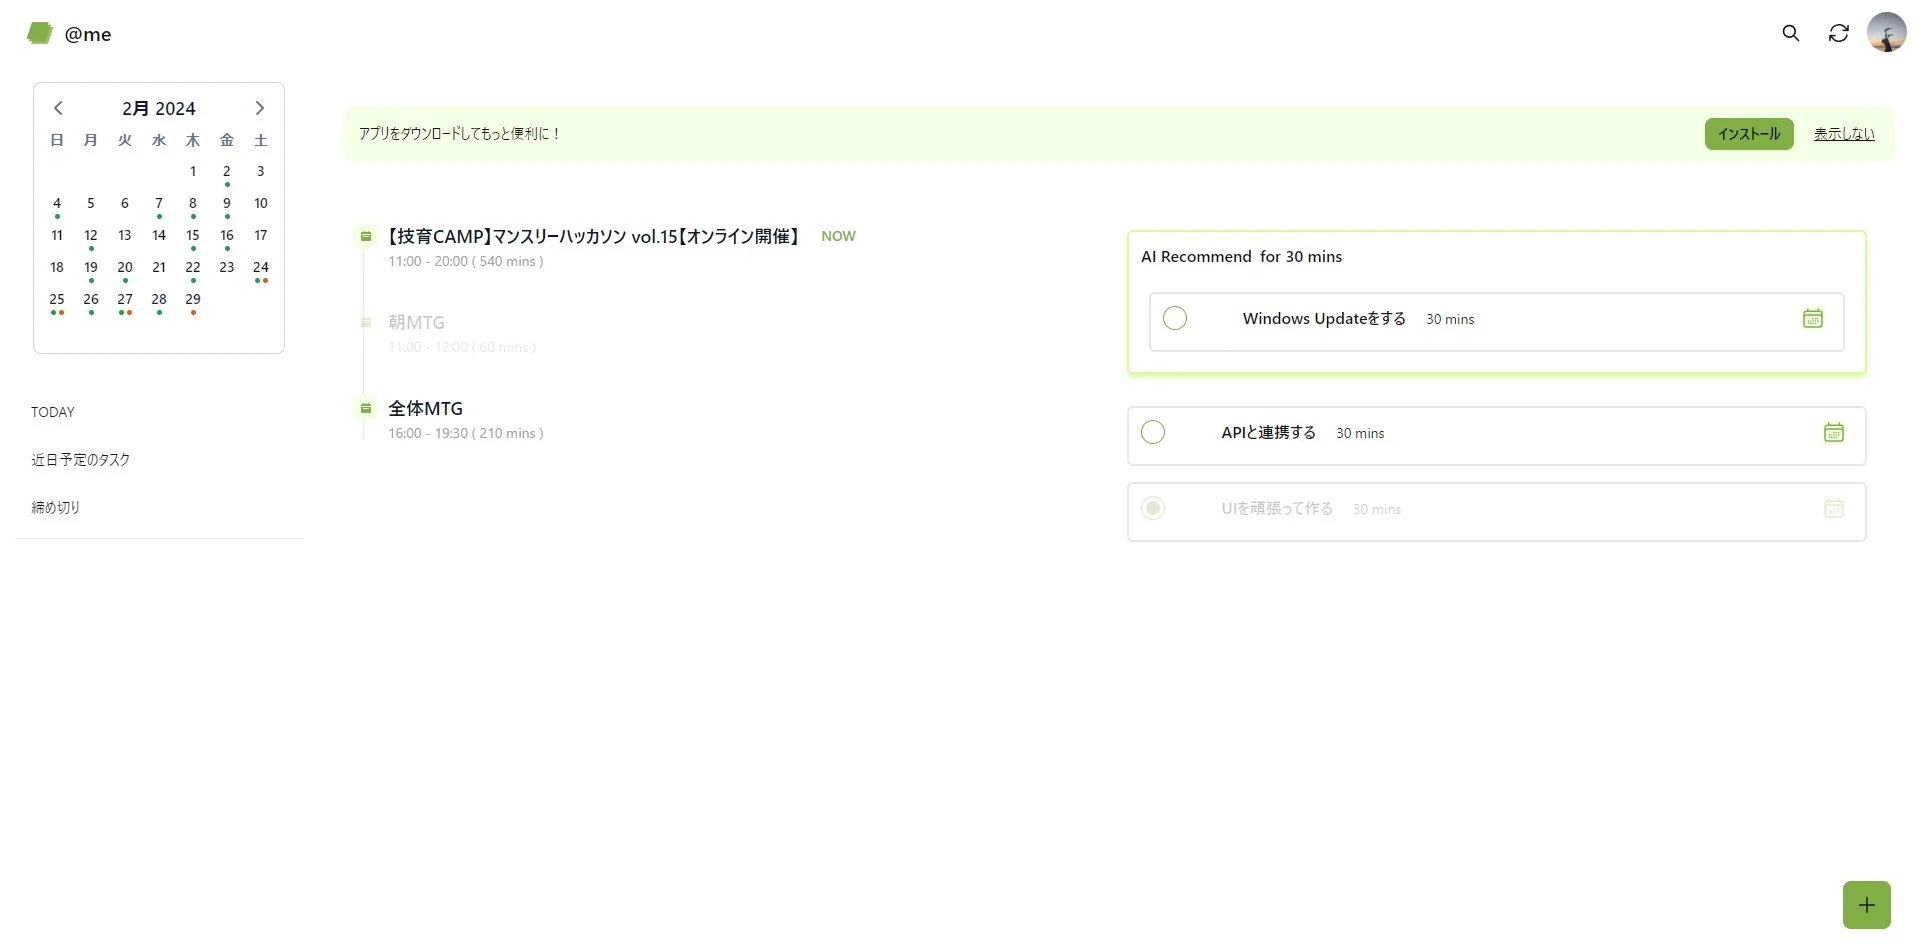 @me
2月 2024
日 月 火 水 木 金 土
1 2 3
4 5 6 7 8 9 10
11 12 13 14 15 16 17
18 19 20 21 22 23 24
25 26 27 28 29
TODAY
近日予定のタスク
締め切り
アプリをダウンロードしてもっと便利に！
インストール 表示しない
【技育CAMP】マンスリーハッカソン vol.15【オンライン開催】 NOW
11:00 - 20:00 ( 540 mins )
朝MTG
11:00 - 12:00 ( 60 mins )
全体MTG
16:00 - 19:30 ( 210 mins )
AI Recommend for 30 mins
Windows Updateをする 30 mins
APIと連携する 30 mins
UIを頑張って作る 30 mins